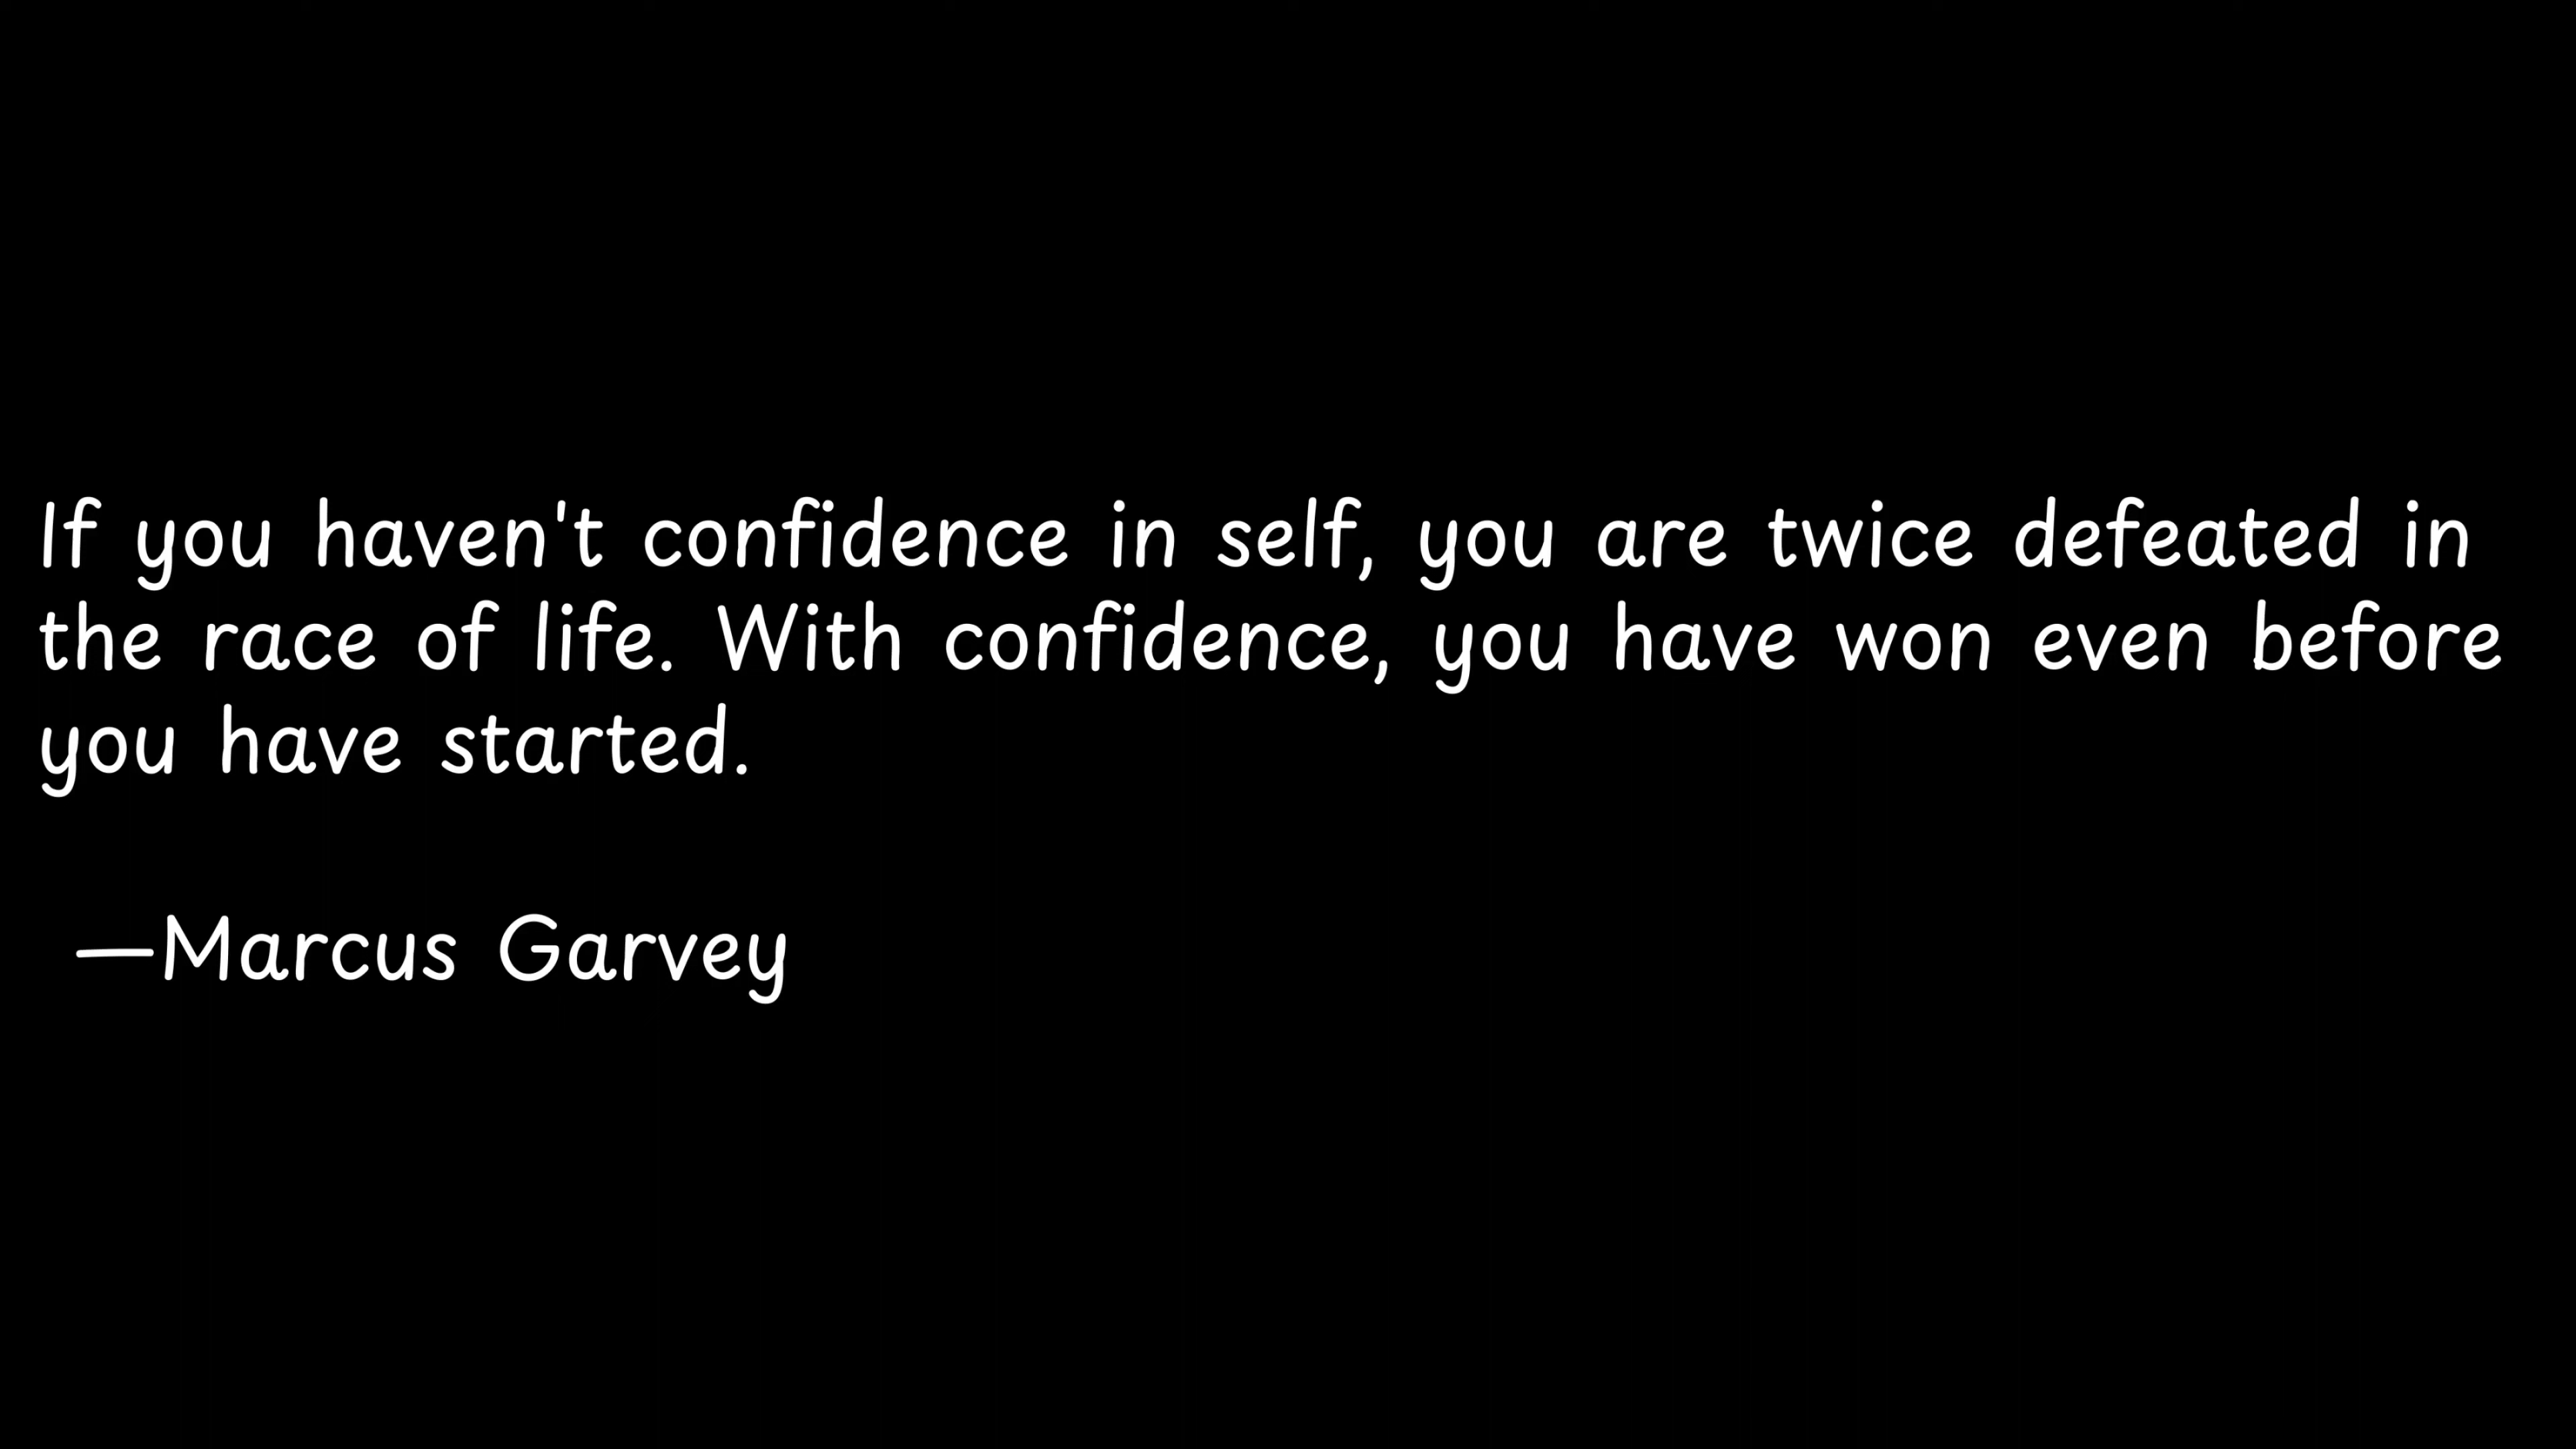 If you haven't confidence in self, you are twice defeated in
the race of life. With confidence, you have won even before
you have started.
—Marcus Garvey